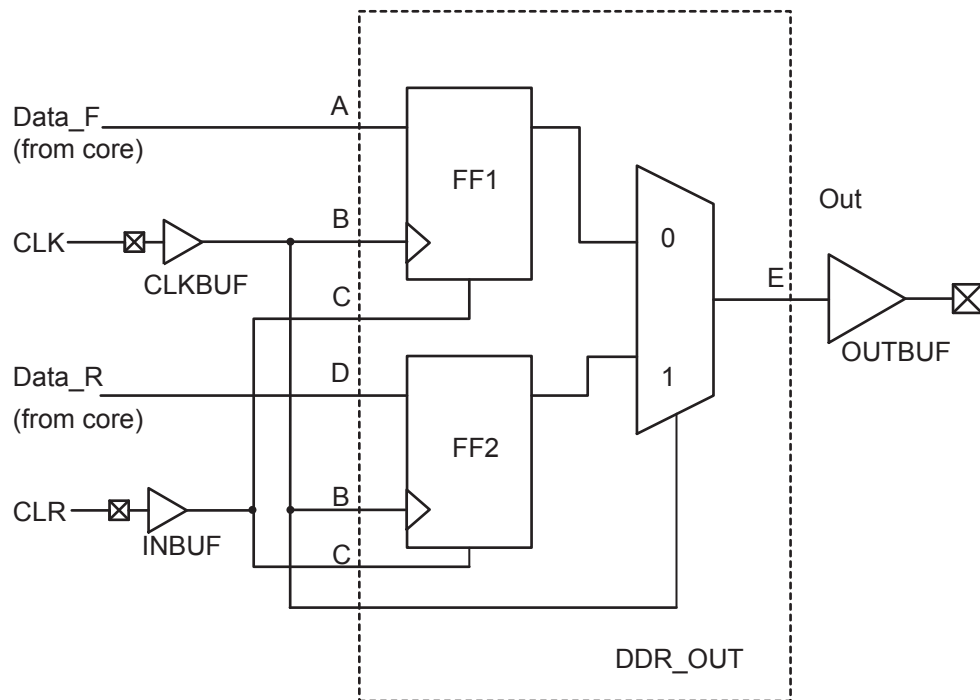 Data_F
(from core)
A
FF1
Out
0
B
CLK
CLKBUF
C
E
OUTBUF
Data_R
(from core)
D
1
FF2
B
CLR
INBUF
C
DDR_OUT